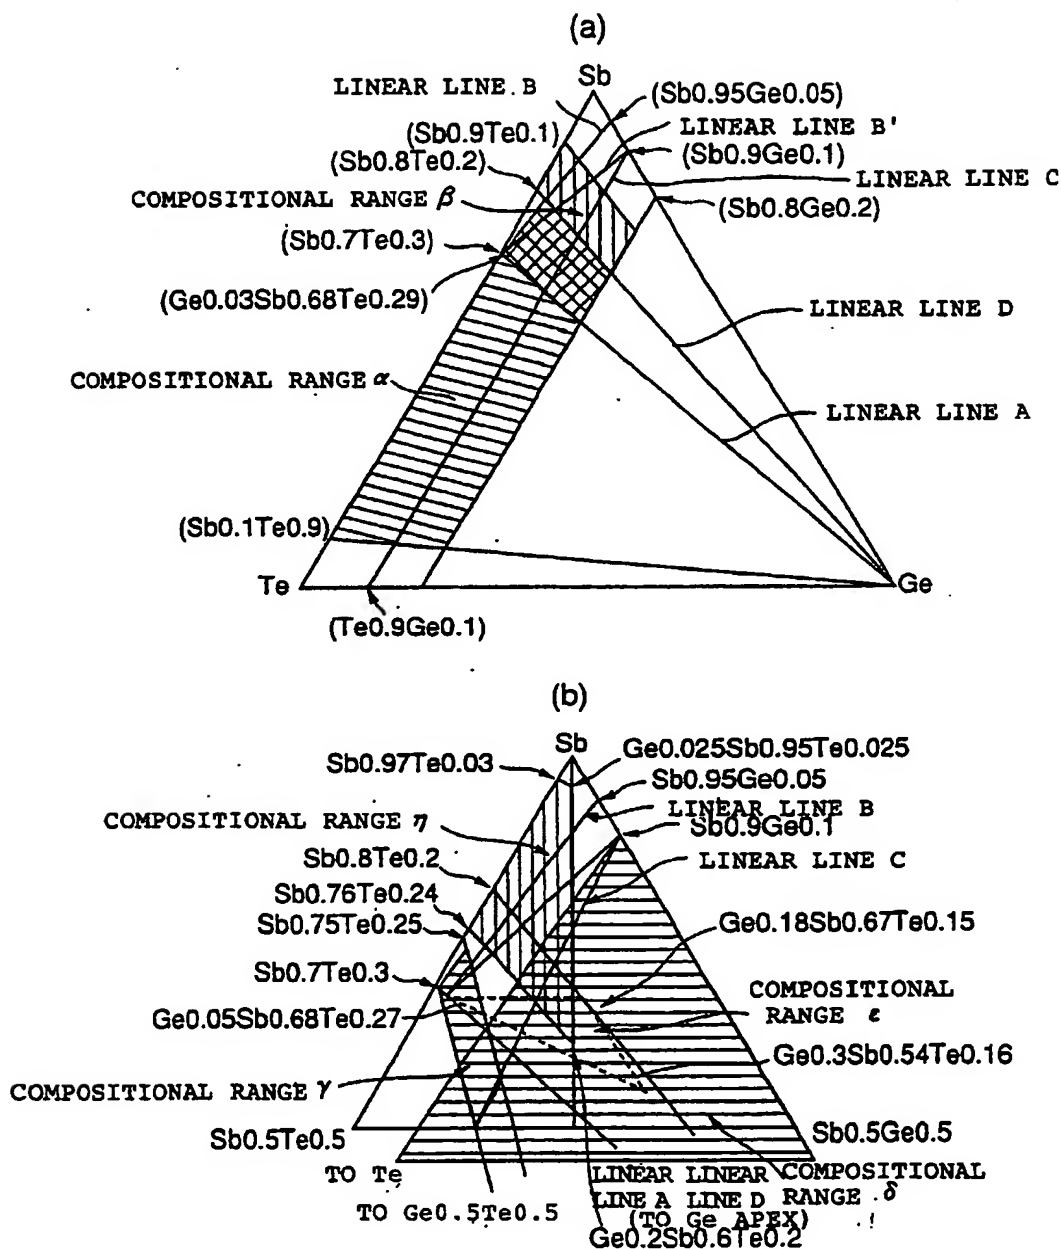 (a)
Sb
LINEAR LINE B
(Sb0.95Ge0.05)
(Sb0.9Te0.1)
LINEAR LINE B'
(Sb0.8Te0.2)
(Sb0.9Ge0.1)
LINEAR LINE C
COMPOSITIONAL RANGE β
(Sb0.8Ge0.2)
(Sb0.7Te0.3)
(Ge0.03Sb0.68Te0.29)
LINEAR LINE D
COMPOSITIONAL RANGE α
LINEAR LINE A
(Sb0.1Te0.9)
Te
Ge
(Te0.9Ge0.1)
(b)
Sb
Ge0.025Sb0.95Te0.025
Sb0.97Te0.03
Sb0.95Ge0.05
COMPOSITIONAL RANGE η
LINEAR LINE B
Sb0.9Ge0.1
Sb0.8Te0.2
LINEAR LINE C
Sb0.76Te0.24
Sb0.75Te0.25
Ge0.18Sb0.67Te0.15
Sb0.7Te0.3
COMPOSITIONAL
RANGE ε
Ge0.05Sb0.68Te0.27
Ge0.3Sb0.54Te0.16
COMPOSITIONAL RANGE γ
Sb0.5Te0.5
Sb0.5Ge0.5
TO Te
LINEAR LINE A
LINEAR LINE D
(TO Ge APEX)
COMPOSITIONAL
RANGE δ
TO Ge0.5Te0.5
Ge0.2Sb0.6Te0.2